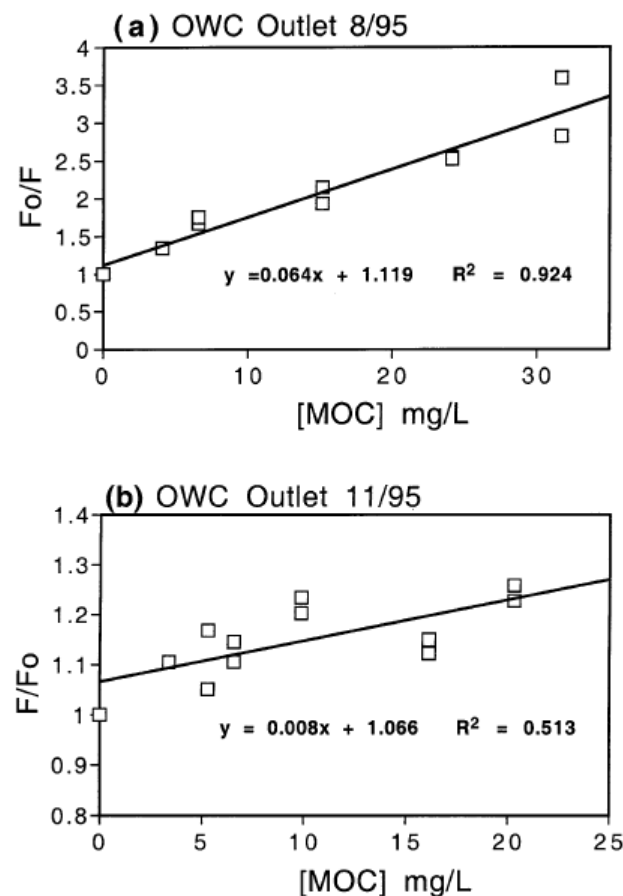 (a) OWC Outlet 8/95
4
3.5
3
2.5
2
1.5
1
0.5
0
Fo/F
y =0.064x + 1.119 R² = 0.924
0 10 20 30
[MOC] mg/L
(b) OWC Outlet 11/95
1.4
1.3
1.2
1.1
1
0.9
0.8
F/Fo
y = 0.008x + 1.066 R² = 0.513
0 5 10 15 20 25
[MOC] mg/L